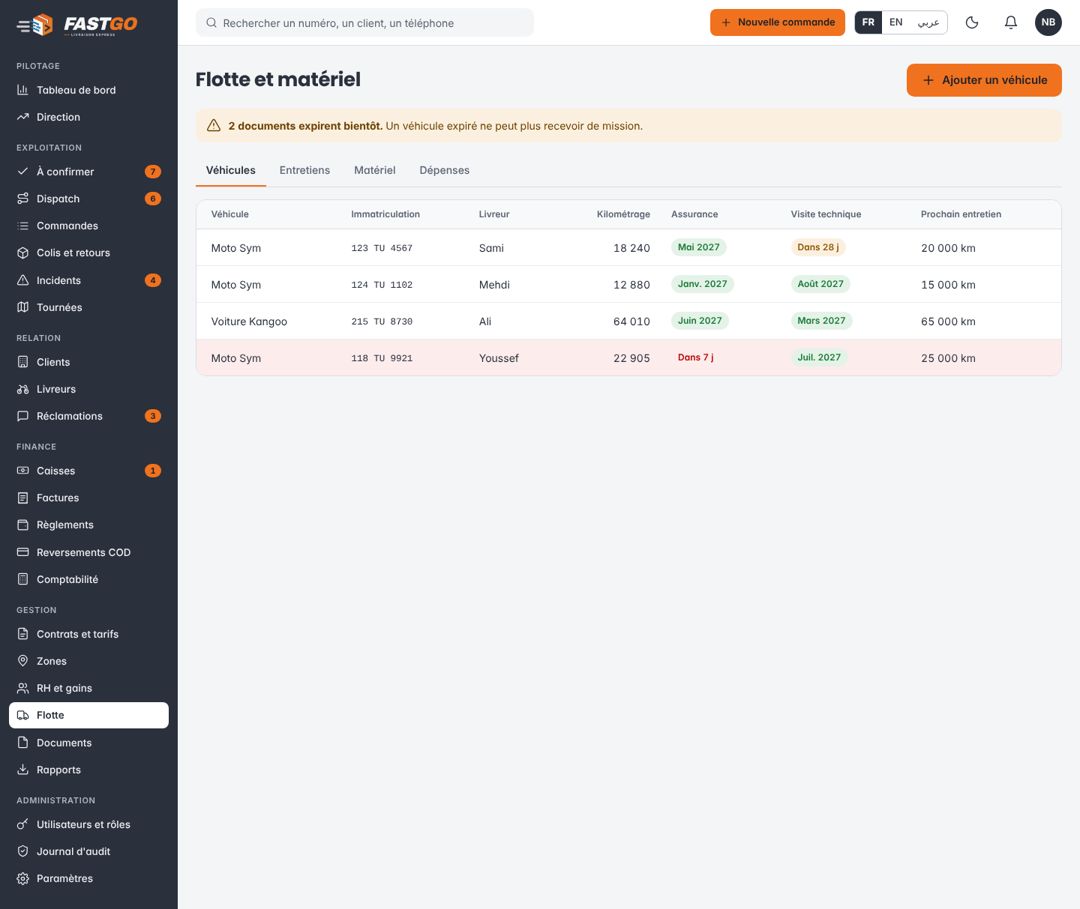 FASTGO
LIVRAISON EXPRESS
PILOTAGE
Tableau de bord
Direction
EXPLOITATION
À confirmer 7
Dispatch 6
Commandes
Colis et retours
Incidents 4
Tournées
RELATION
Clients
Livreurs
Réclamations 3
FINANCE
Caisses 1
Factures
Règlements
Reversements COD
Comptabilité
GESTION
Contrats et tarifs
Zones
RH et gains
Flotte
Documents
Rapports
ADMINISTRATION
Utilisateurs et rôles
Journal d'audit
Paramètres
Rechercher un numéro, un client, un téléphone
+ Nouvelle commande
FR EN عربي
NB
Flotte et matériel
+ Ajouter un véhicule
2 documents expirent bientôt. Un véhicule expiré ne peut plus recevoir de mission.
Véhicules Entretiens Matériel Dépenses
Véhicule Immatriculation Livreur Kilométrage Assurance Visite technique Prochain entretien
Moto Sym 123 TU 4567 Sami 18 240 Mai 2027 Dans 28 j 20 000 km
Moto Sym 124 TU 1102 Mehdi 12 880 Janv. 2027 Août 2027 15 000 km
Voiture Kangoo 215 TU 8730 Ali 64 010 Juin 2027 Mars 2027 65 000 km
Moto Sym 118 TU 9921 Youssef 22 905 Dans 7 j Juil. 2027 25 000 km